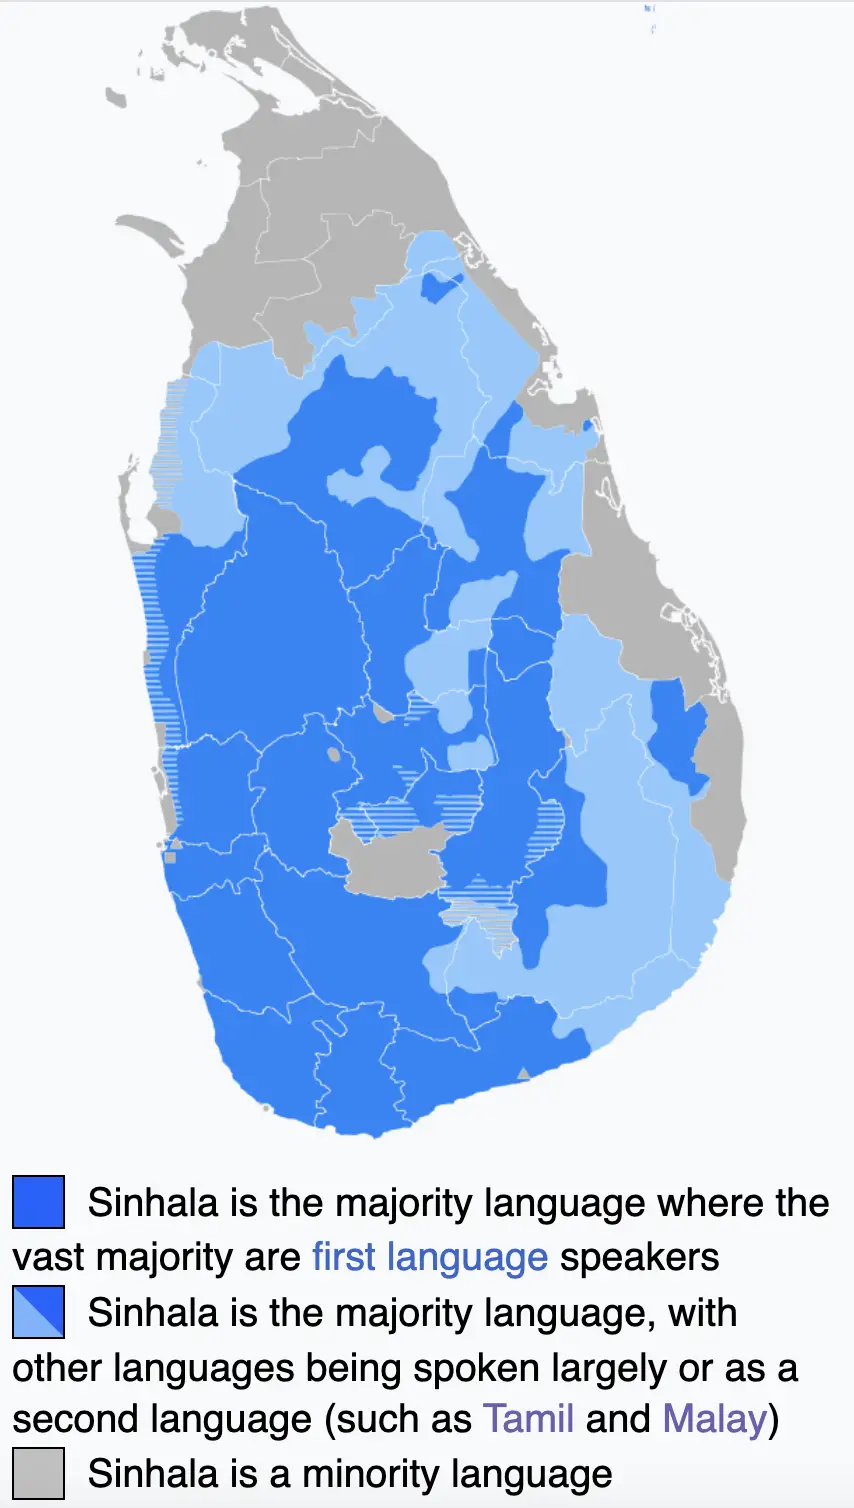 Sinhala is the majority language where the
vast majority are first language speakers
Sinhala is the majority language, with
other languages being spoken largely or as a
second language (such as Tamil and Malay)
Sinhala is a minority language